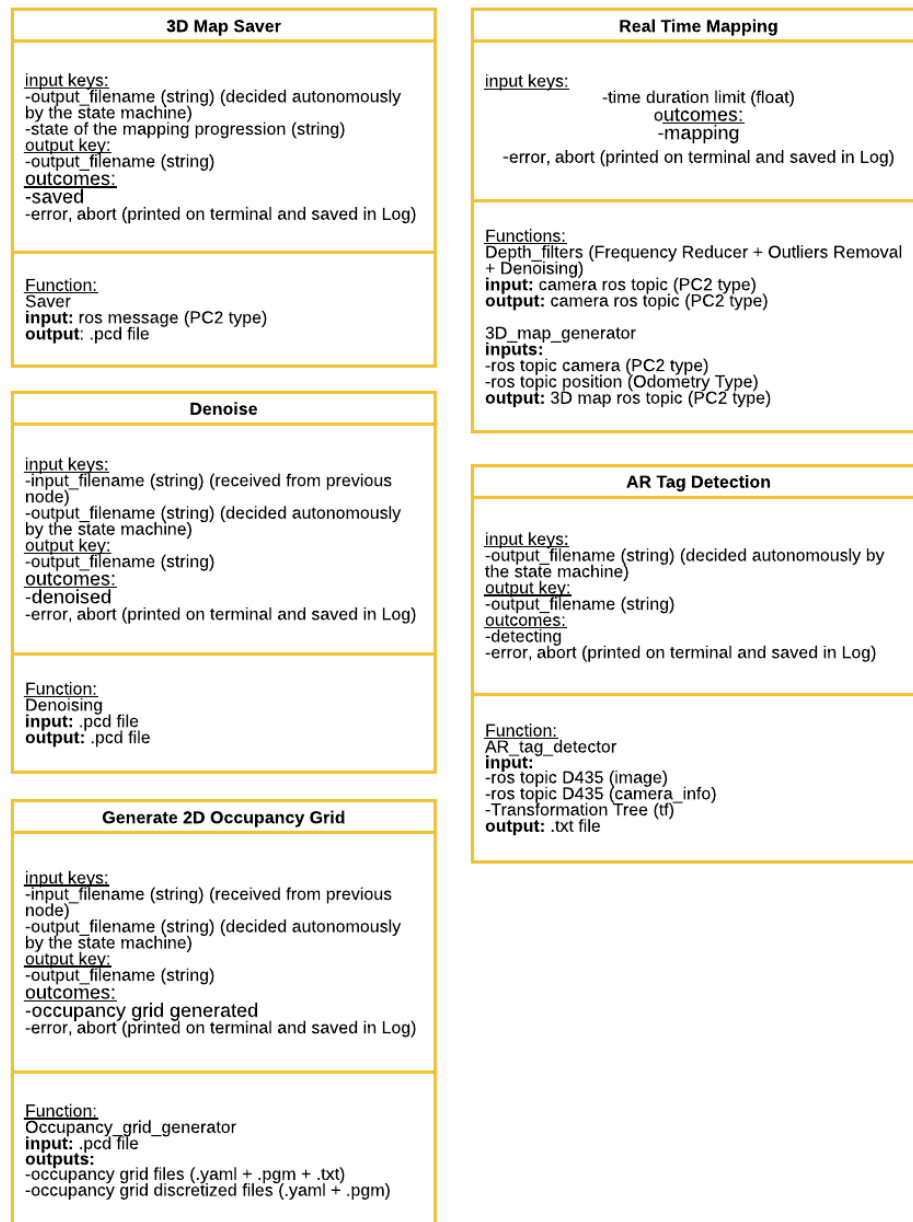 3D Map Saver
input keys:
-output_filename (string) (decided autonomously
by the state machine)
-state of the mapping progression (string)
output key:
-output_filename (string)
outcomes:
-saved
-error, abort (printed on terminal and saved in Log)
Function:
Saver
input: ros message (PC2 type)
output: .pcd file
Denoise
input keys:
-input_filename (string) (received from previous
node)
-output_filename (string) (decided autonomously
by the state machine)
output key:
-output_filename (string)
outcomes:
-denoised
-error, abort (printed on terminal and saved in Log)
Function:
Denoising
input: .pcd file
output: .pcd file
Generate 2D Occupancy Grid
input keys:
-input_filename (string) (received from previous
node)
-output_filename (string) (decided autonomously
by the state machine)
output key:
-output_filename (string)
outcomes:
-occupancy grid generated
-error, abort (printed on terminal and saved in Log)
Function:
Occupancy_grid_generator
input: .pcd file
outputs:
-occupancy grid files (.yaml + .pgm + .txt)
-occupancy grid discretized files (.yaml + .pgm)
Real Time Mapping
input keys:
-time duration limit (float)
outcomes:
-mapping
-error, abort (printed on terminal and saved in Log)
Functions:
Depth_filters (Frequency Reducer + Outliers Removal
+ Denoising)
input: camera ros topic (PC2 type)
output: camera ros topic (PC2 type)
3D_map_generator
inputs:
-ros topic camera (PC2 type)
-ros topic position (Odometry Type)
output: 3D map ros topic (PC2 type)
AR Tag Detection
input keys:
-output_filename (string) (decided autonomously by
the state machine)
output key:
-output_filename (string)
outcomes:
-detecting
-error, abort (printed on terminal and saved in Log)
Function:
AR_tag_detector
input:
-ros topic D435 (image)
-ros topic D435 (camera_info)
-Transformation Tree (tf)
output: .txt file